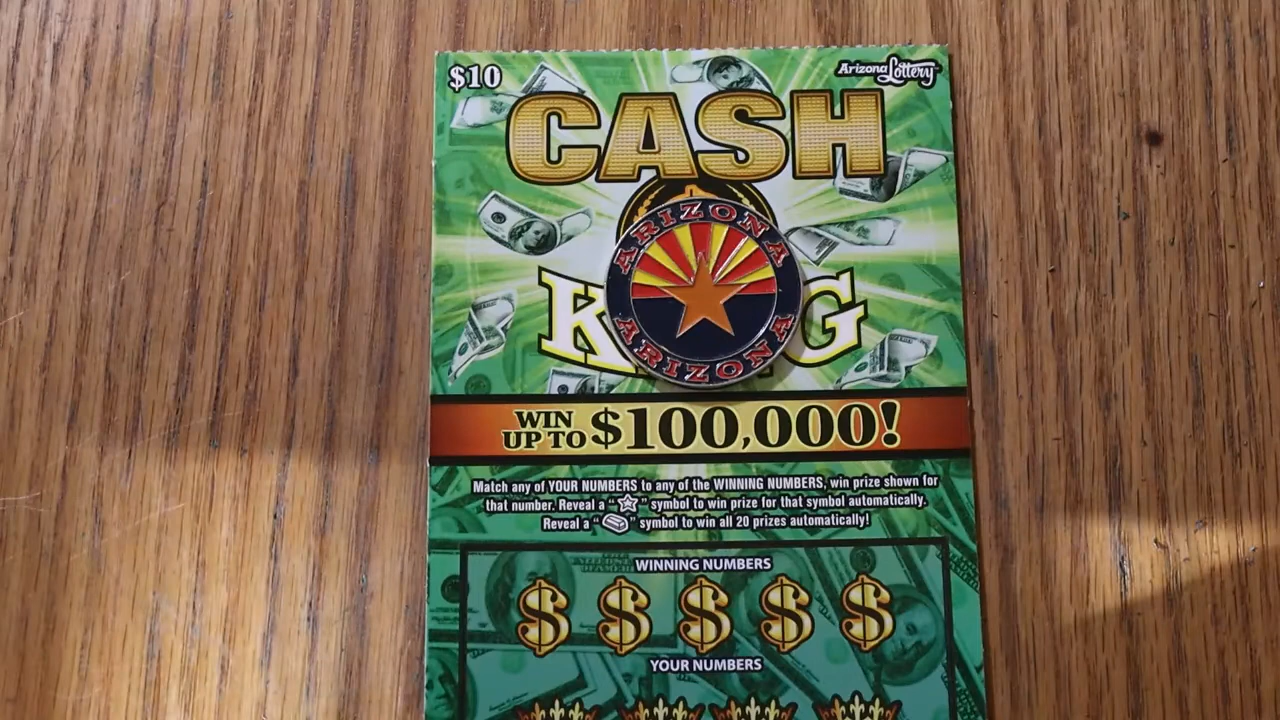 $10
Arizona Lottery
CASH
ARIZONA
K G
ARIZONA
WIN UP TO $100,000!
Match any of YOUR NUMBERS to any of the WINNING NUMBERS, win prize shown for
that number. Reveal a "☆" symbol to win prize for that symbol automatically.
Reveal a " " symbol to win all 20 prizes automatically!
WINNING NUMBERS
$ $ $ $ $
YOUR NUMBERS